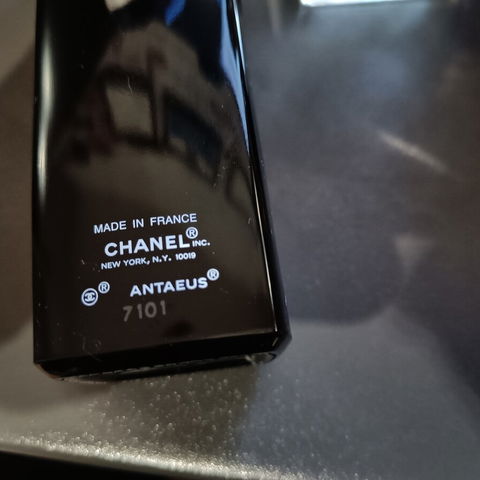 MADE IN FRANCE
CHANEL® INC.
NEW YORK, N.Y. 10019
® ANTAEUS®
7101